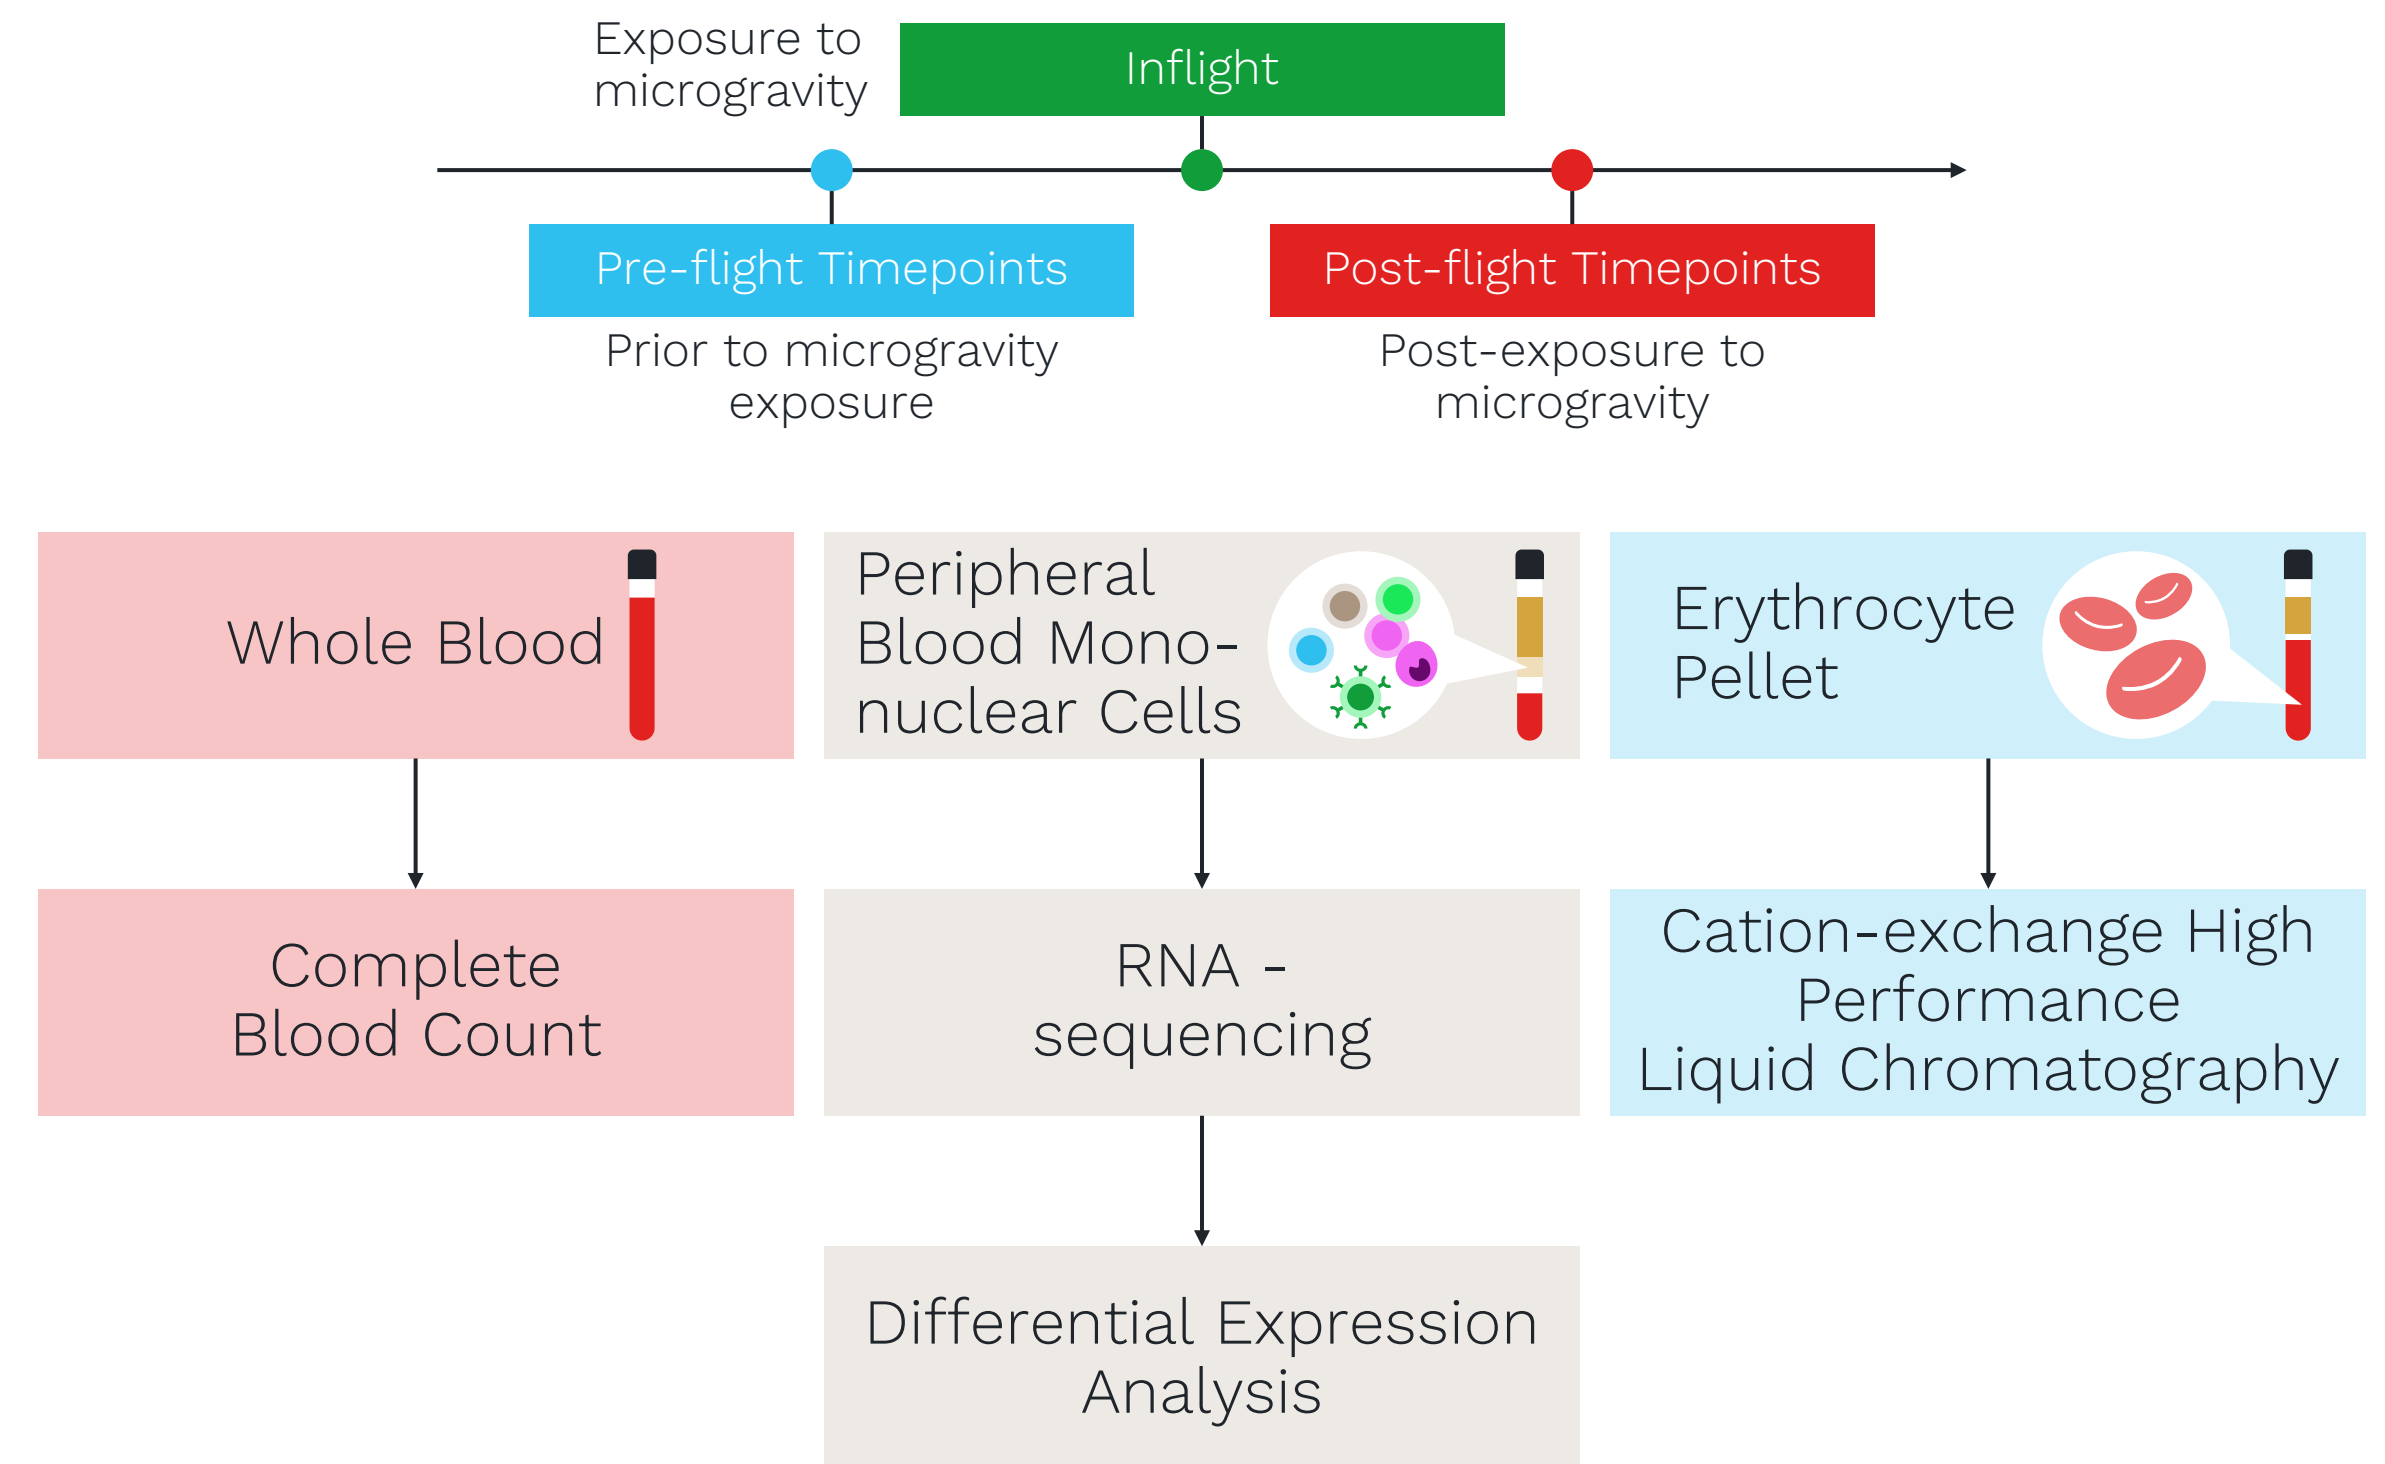 Exposure to
microgravity
Inflight
Pre-flight Timepoints
Prior to microgravity
exposure
Post-flight Timepoints
Post-exposure to
microgravity
Whole Blood
Peripheral
Blood Mono-
nuclear Cells
Erythrocyte
Pellet
Complete
Blood Count
RNA -
sequencing
Cation-exchange High
Performance
Liquid Chromatography
Differential Expression
Analysis